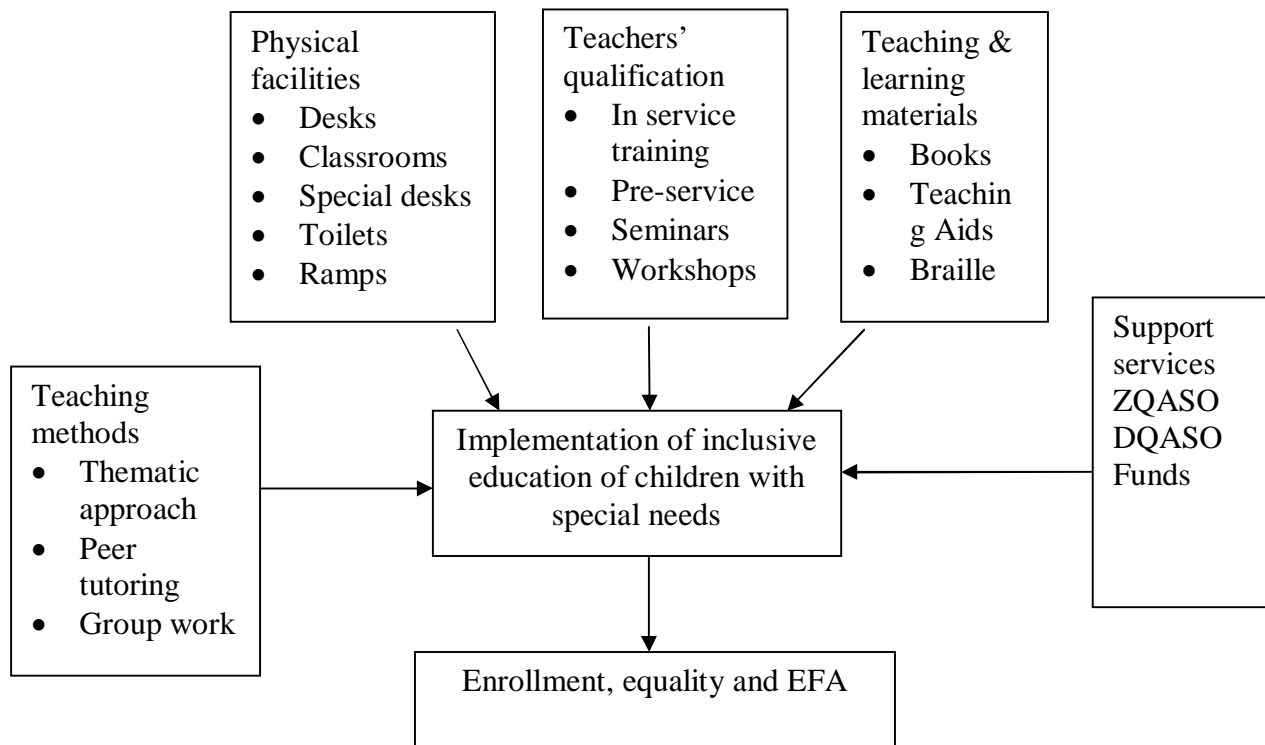 Physical
facilities
• Desks
• Classrooms
• Special desks
• Toilets
• Ramps
Teachers’
qualification
• In service
training
• Pre-service
• Seminars
• Workshops
Teaching &
learning
materials
• Books
• Teachin
g Aids
• Braille
Support
services
ZQASO
DQASO
Funds
Teaching
methods
• Thematic
approach
• Peer
tutoring
• Group work
Implementation of inclusive
education of children with
special needs
Enrollment, equality and EFA